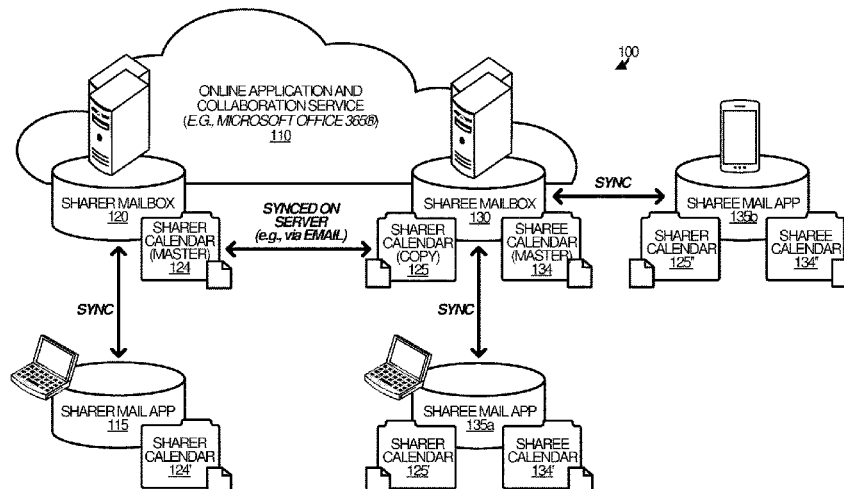 100
ONLINE APPLICATION AND
COLLABORATION SERVICE
(E.G., MICROSOFT OFFICE 365®)
110
SHARER MAILBOX
120
SHARER
CALENDAR
(MASTER)
124
SYNCED ON
SERVER
(e.g., via EMAIL)
SHAREE MAILBOX
130
SHARER
CALENDAR
(COPY)
125
SHAREE
CALENDAR
(MASTER)
134
SYNC
SHAREE MAIL APP
135b
SHARER
CALENDAR
125"
SHAREE
CALENDAR
134"
SYNC
SYNC
SHARER MAIL APP
115
SHARER
CALENDAR
124'
SHAREE MAIL APP
135a
SHARER
CALENDAR
125'
SHAREE
CALENDAR
134'